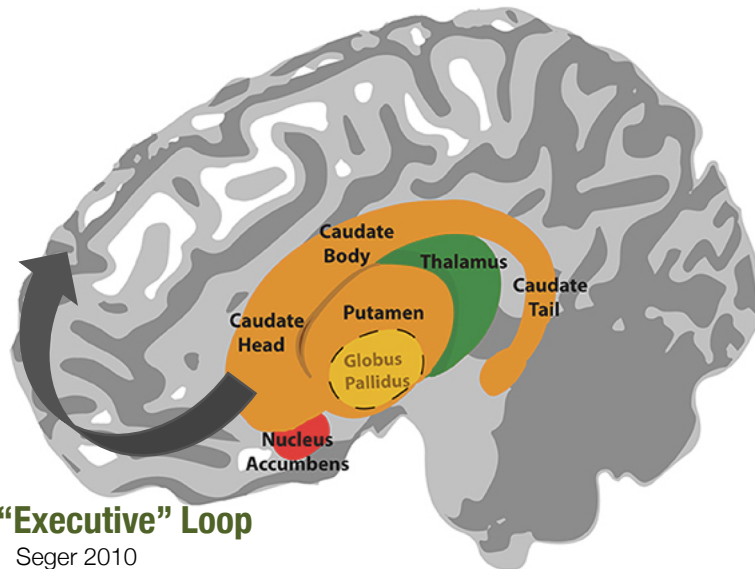 Caudate
Body
Thalamus
Caudate
Tail
Caudate
Head
Putamen
Globus
Pallidus
Nucleus
Accumbens
“Executive” Loop
Seger 2010